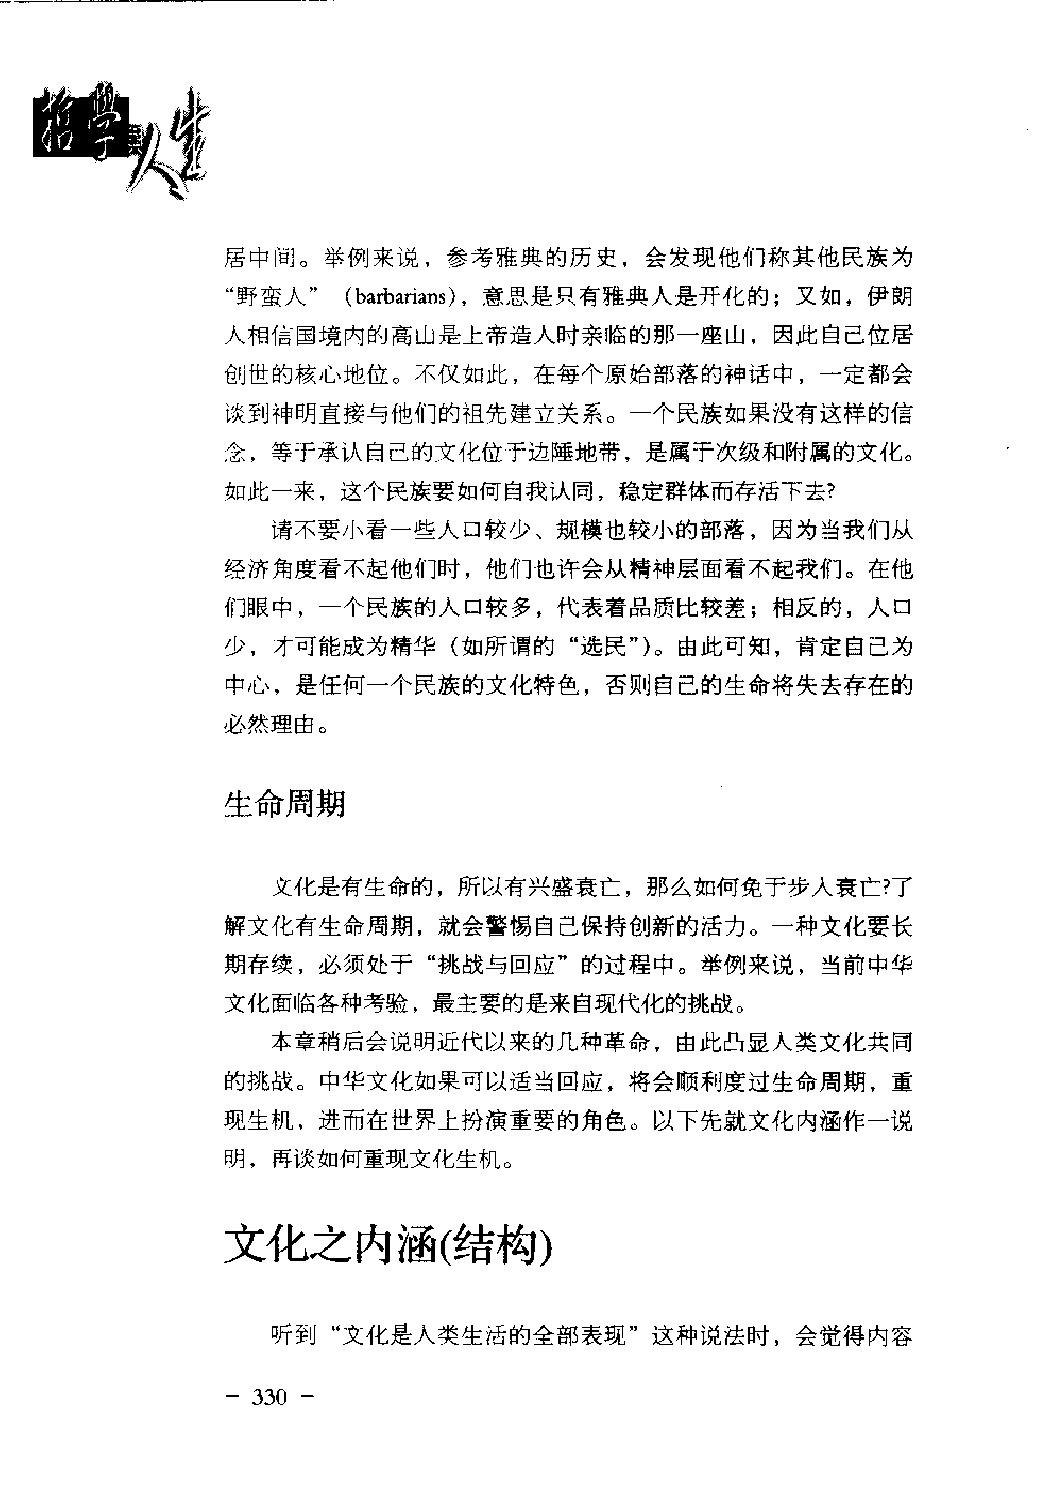 哲學与人生
居中间。举例来说，参考雅典的历史，会发现他们称其他民族为
“野蛮人”（barbarians），意思是只有雅典人是开化的；又如，伊朗
人相信国境内的高山是上帝造人时亲临的那一座山，因此自己位居
创世的核心地位。不仅如此，在每个原始部落的神话中，一定都会
谈到神明直接与他们的祖先建立关系。一个民族如果没有这样的信
念，等于承认自己的文化位于边陲地带，是属于次级和附属的文化。
如此一来，这个民族要如何自我认同，稳定群体而存活下去?
请不要小看一些人口较少、规模也较小的部落，因为当我们从
经济角度看不起他们时，他们也许会从精神层面看不起我们。在他
们眼中，一个民族的人口较多，代表着品质比较差；相反的，人口
少，才可能成为精华（如所谓的“选民”）。由此可知，肯定自己为
中心，是任何一个民族的文化特色，否则自己的生命将失去存在的
必然理由。
生命周期
文化是有生命的，所以有兴盛衰亡，那么如何免于步入衰亡?了
解文化有生命周期，就会警惕自己保持创新的活力。一种文化要长
期存续，必须处于“挑战与回应”的过程中。举例来说，当前中华
文化面临各种考验，最主要的是来自现代化的挑战。
本章稍后会说明近代以来的几种革命，由此凸显人类文化共同
的挑战。中华文化如果可以适当回应，将会顺利度过生命周期，重
现生机，进而在世界上扮演重要的角色。以下先就文化内涵作一说
明，再谈如何重现文化生机。
文化之内涵(结构)
听到“文化是人类生活的全部表现”这种说法时，会觉得内容
– 330 –